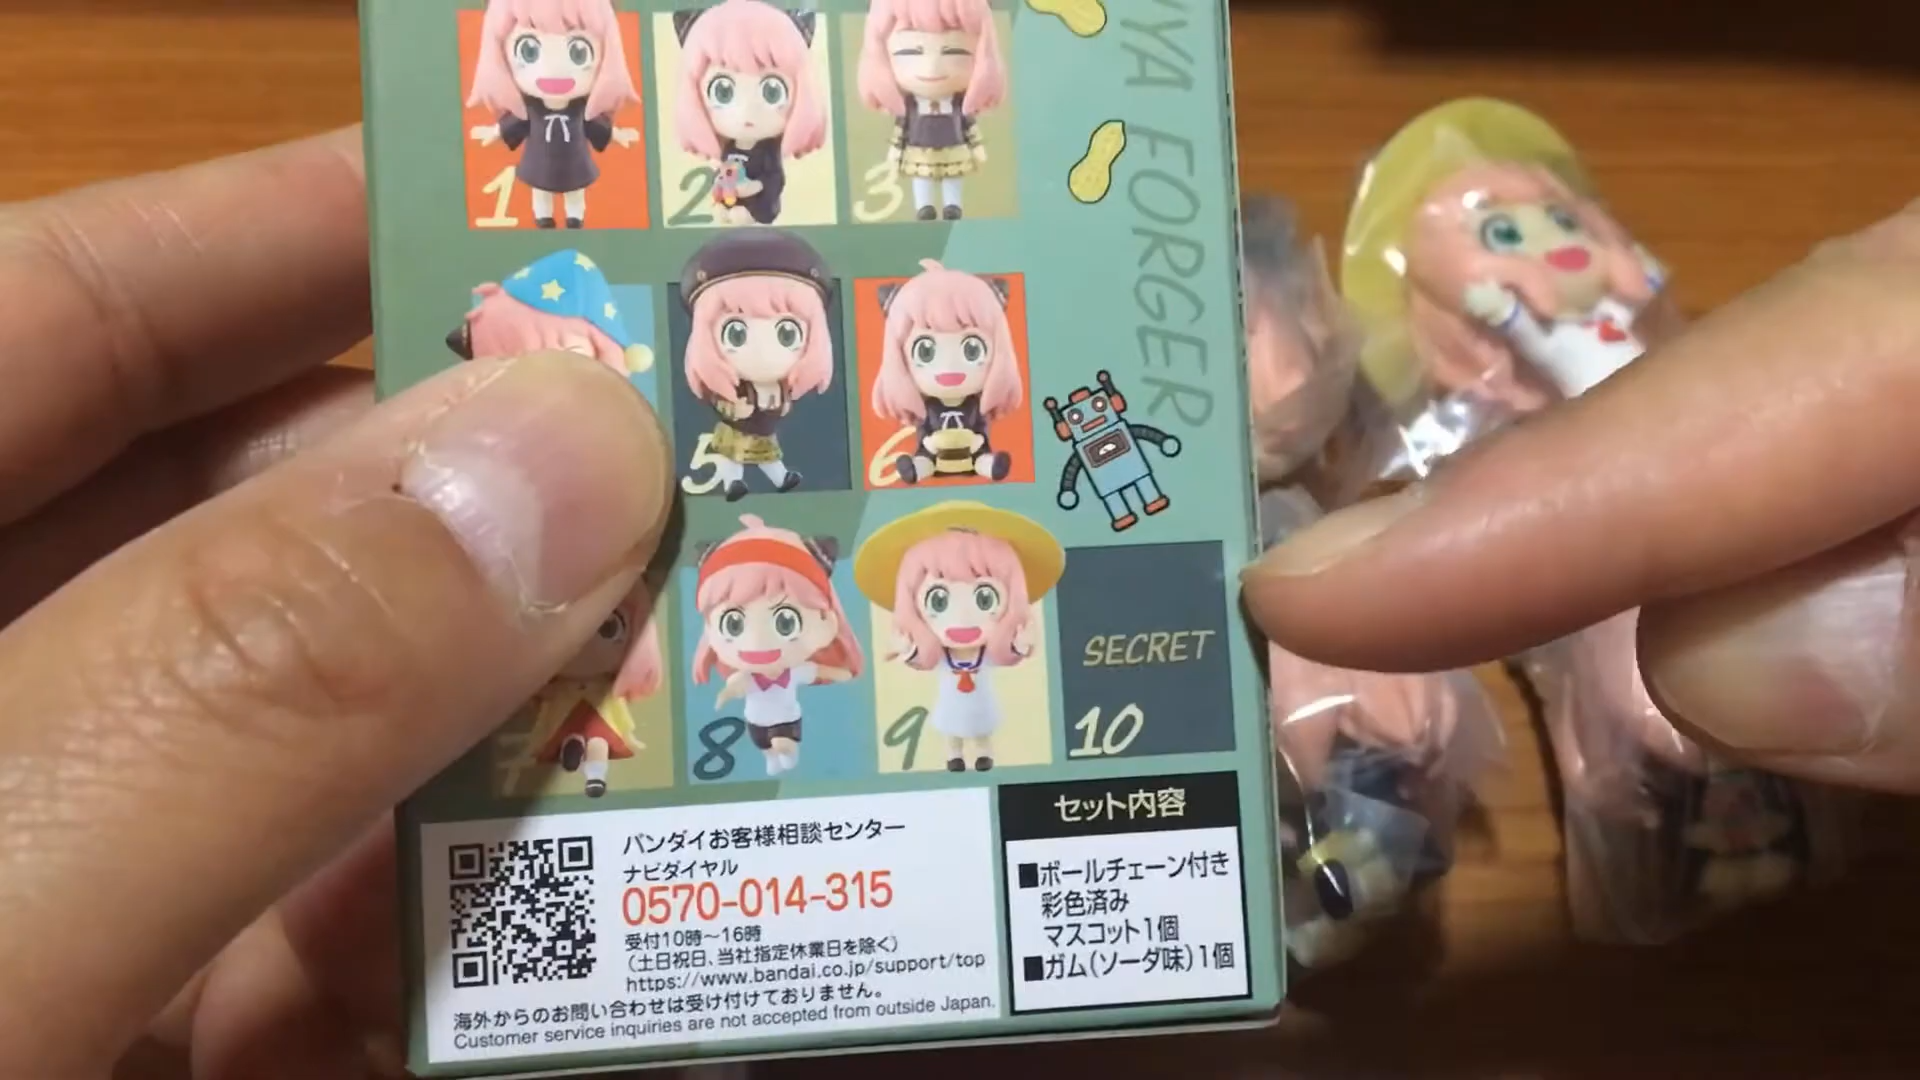 YA FORGER
1
2
3
5
6
7
8
9
SECRET
10
バンダイお客様相談センター
ナビダイヤル
0570-014-315
受付10時〜16時
(土日祝日、当社指定休業日を除く)
https://www.bandai.co.jp/support/top
海外からのお問い合わせは受け付けておりません。
Customer service inquiries are not accepted from outside Japan.
セット内容
■ボールチェーン付き
彩色済み
マスコット1個
■ガム(ソーダ味)1個